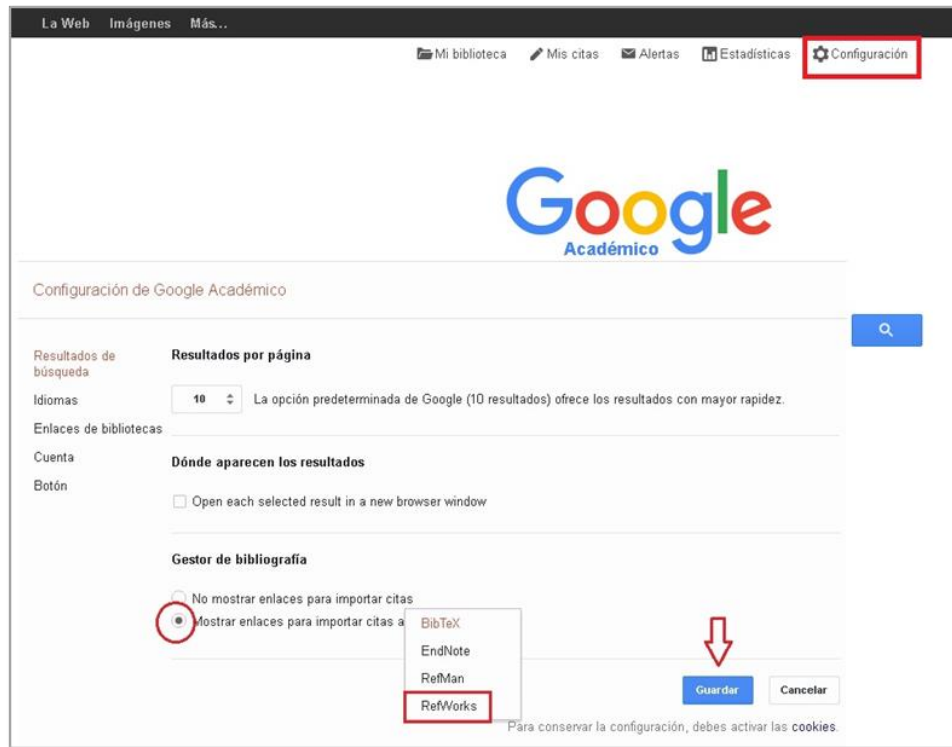 La Web Imágenes Más...
Mi biblioteca Mis citas Alertas Estadísticas Configuración
Google
Académico
Configuración de Google Académico
Resultados de
búsqueda
Idiomas
Enlaces de bibliotecas
Cuenta
Botón
Resultados por página
10 La opción predeterminada de Google (10 resultados) ofrece los resultados con mayor rapidez.
Dónde aparecen los resultados
Open each selected result in a new browser window
Gestor de bibliografía
No mostrar enlaces para importar citas
Mostrar enlaces para importar citas a
BibTeX
EndNote
RefMan
RefWorks
Guardar Cancelar
Para conservar la configuración, debes activar las cookies.